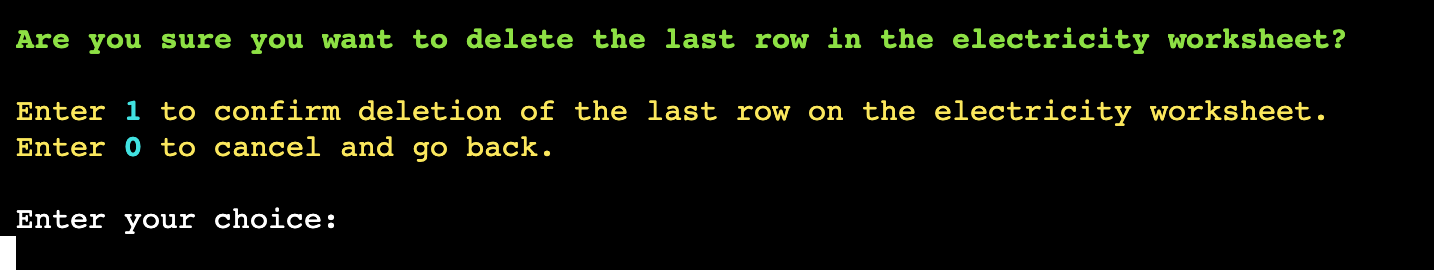 Are you sure you want to delete the last row in the electricity worksheet?
Enter 1 to confirm deletion of the last row on the electricity worksheet.
Enter 0 to cancel and go back.
Enter your choice: